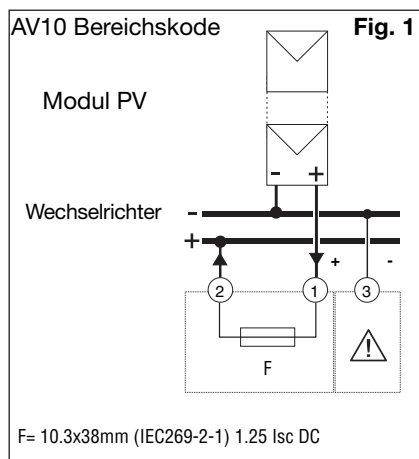 AV10 Bereichskode Fig. 1
Modul PV
- +
Wechselrichter -
+
+ -
2 1 3
F
F= 10.3x38mm (IEC269-2-1) 1.25 Isc DC